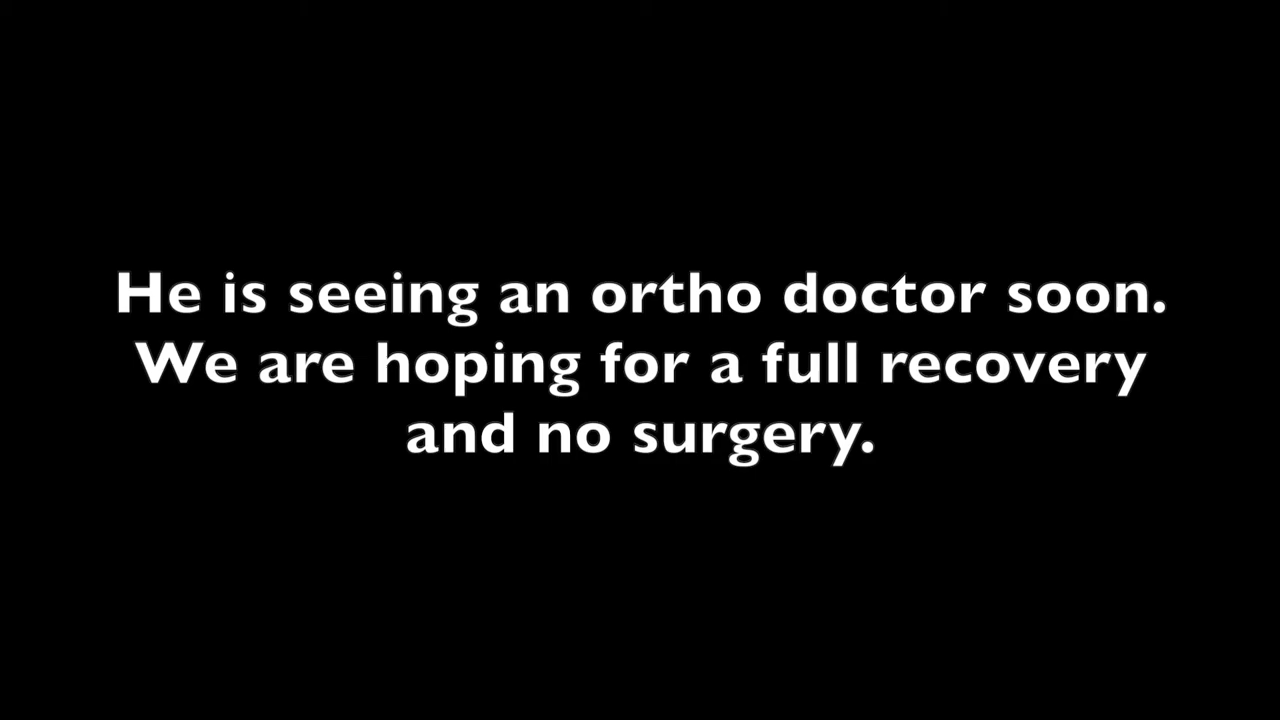 He is seeing an ortho doctor soon.
We are hoping for a full recovery
and no surgery.